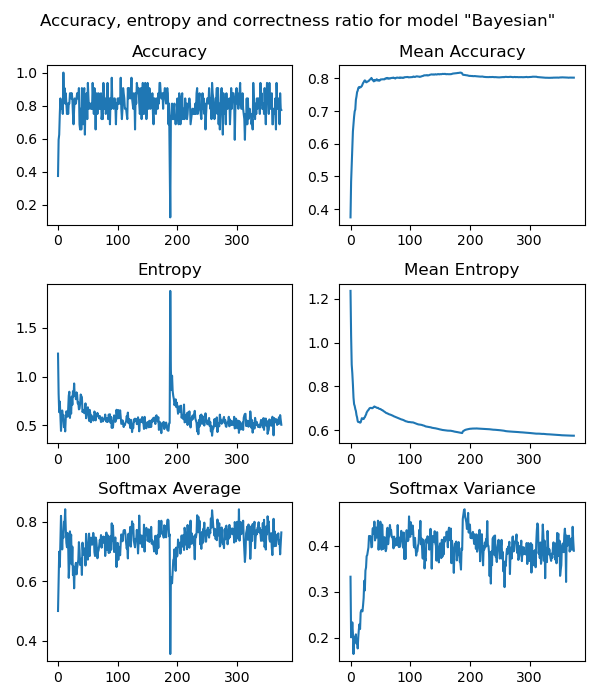 Accuracy, entropy and correctness ratio for model "Bayesian"
Accuracy
Mean Accuracy
1.0
0.8
0.6
0.4
0.2
0 100 200 300
0.8
0.7
0.6
0.5
0.4
0 100 200 300
Entropy
Mean Entropy
1.5
1.0
0.5
0 100 200 300
1.2
1.0
0.8
0.6
0 100 200 300
Softmax Average
Softmax Variance
0.8
0.6
0.4
0 100 200 300
0.4
0.3
0.2
0 100 200 300